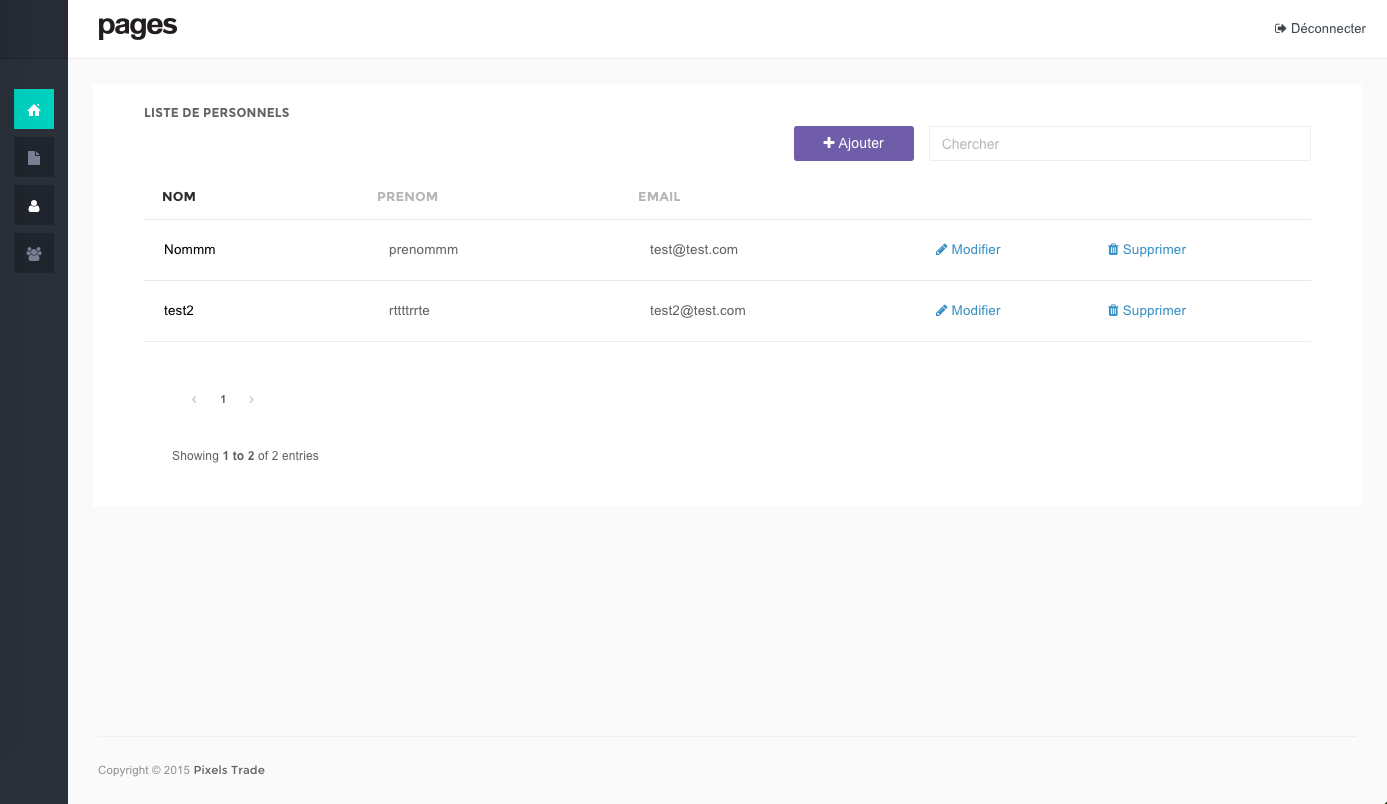 pages
Déconnecter
LISTE DE PERSONNELS
Ajouter
Chercher
NOM PRENOM EMAIL
Nommm prenommm test@test.com Modifier Supprimer
test2 rttttrrte test2@test.com Modifier Supprimer
‹ 1 ›
Showing 1 to 2 of 2 entries
Copyright © 2015 Pixels Trade